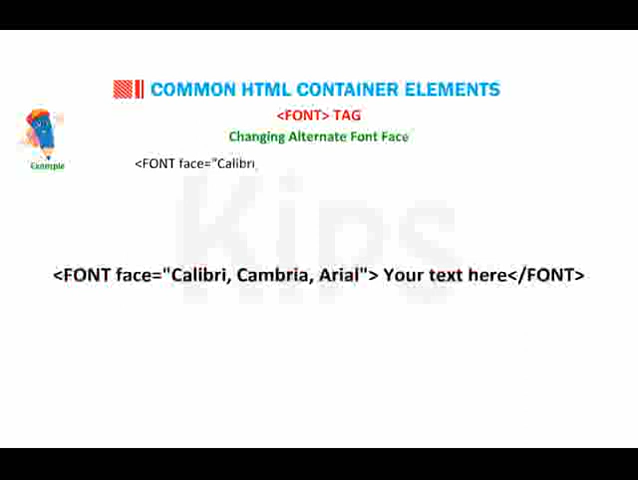 COMMON HTML CONTAINER ELEMENTS
<FONT> TAG
Changing Alternate Font Face
Example
<FONT face="Calibri,
Kips
<FONT face="Calibri, Cambria, Arial"> Your text here</FONT>